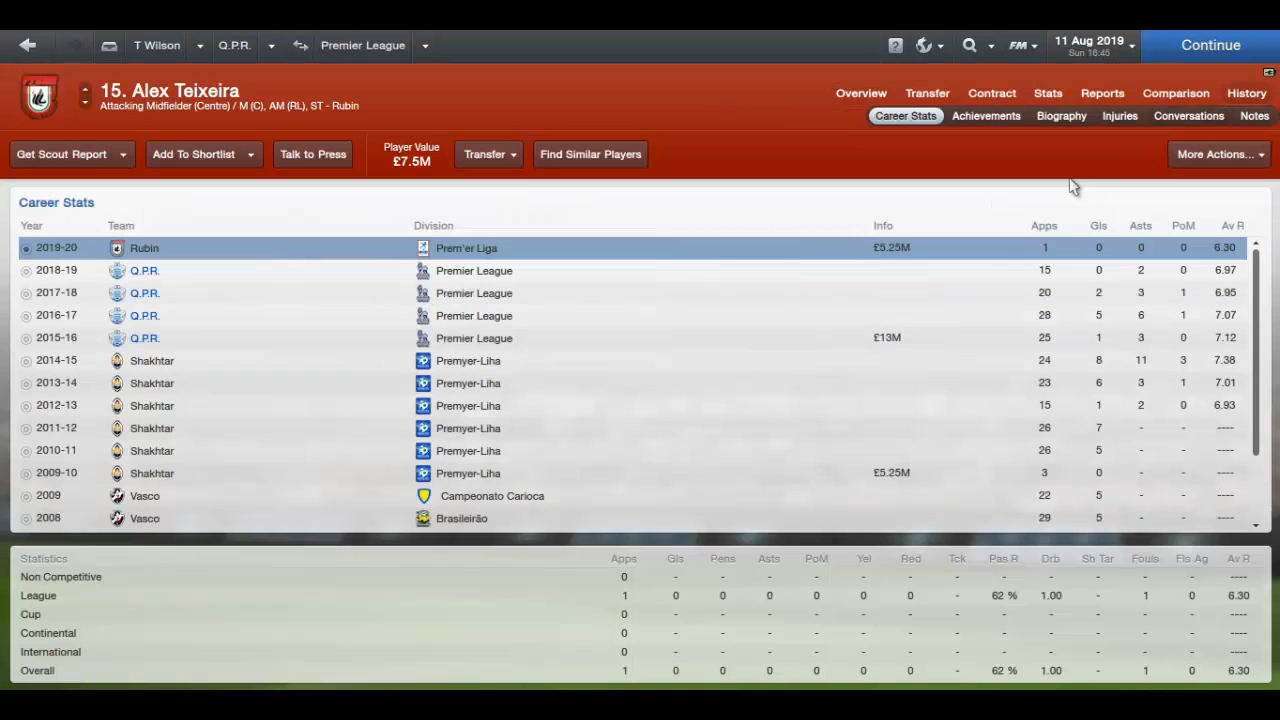 T Wilson Q.P.R. Premier League ? FM 11 Aug 2019 Continue
Sun 16:45
15. Alex Teixeira
Attacking Midfielder (Centre) / M (C), AM (RL), ST - Rubin
Overview Transfer Contract Stats Reports Comparison History
Career Stats Achievements Biography Injuries Conversations Notes
Get Scout Report Add To Shortlist Talk to Press Player Value Transfer Find Similar Players More Actions...
£7.5M
Career Stats
Year Team Division Info Apps Gls Asts PoM Av R
2019-20 Rubin Prem'er Liga £5.25M 1 0 0 0 6.30
2018-19 Q.P.R. Premier League 15 0 2 0 6.97
2017-18 Q.P.R. Premier League 20 2 3 1 6.95
2016-17 Q.P.R. Premier League 28 5 6 1 7.07
2015-16 Q.P.R. Premier League £13M 25 1 3 0 7.12
2014-15 Shakhtar Premyer-Liha 24 8 11 3 7.38
2013-14 Shakhtar Premyer-Liha 23 6 3 1 7.01
2012-13 Shakhtar Premyer-Liha 15 1 2 0 6.93
2011-12 Shakhtar Premyer-Liha 26 7 - - ----
2010-11 Shakhtar Premyer-Liha 26 5 - - ----
2009-10 Shakhtar Premyer-Liha £5.25M 3 0 - - ----
2009 Vasco Campeonato Carioca 22 5 - - ----
2008 Vasco Brasileirão 29 5 - - ----
Statistics Apps Gls Pens Asts PoM Yel Red Tck Pas R Drb Sh Tar Fouls Fls Ag Av R
Non Competitive 0 - - - - - - - - - - - - ----
League 1 0 0 0 0 0 0 - 62 % 1.00 - 1 0 6.30
Cup 0 - - - - - - - - - - - - ----
Continental 0 - - - - - - - - - - - - ----
International 0 - - - - - - - - - - - - ----
Overall 1 0 0 0 0 0 0 - 62 % 1.00 - 1 0 6.30